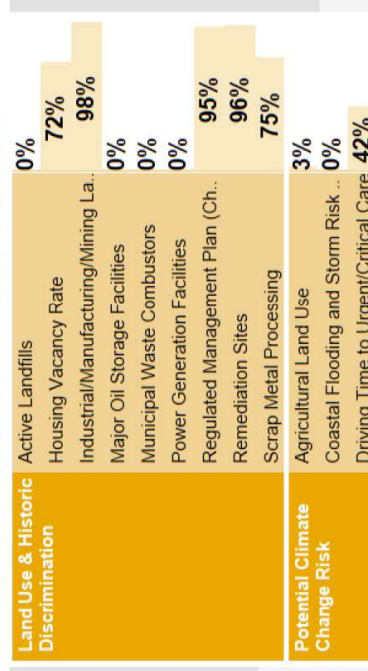 Land Use & Historic
Discrimination
Active Landfills 0%
Housing Vacancy Rate 72%
Industrial/Manufacturing/Mining La.. 98%
Major Oil Storage Facilities 0%
Municipal Waste Combustors 0%
Power Generation Facilities 0%
Regulated Management Plan (Ch.. 95%
Remediation Sites 96%
Scrap Metal Processing 75%
Potential Climate
Change Risk
Agricultural Land Use 3%
Coastal Flooding and Storm Risk .. 0%
Driving Time to Urgent/Critical Care 42%